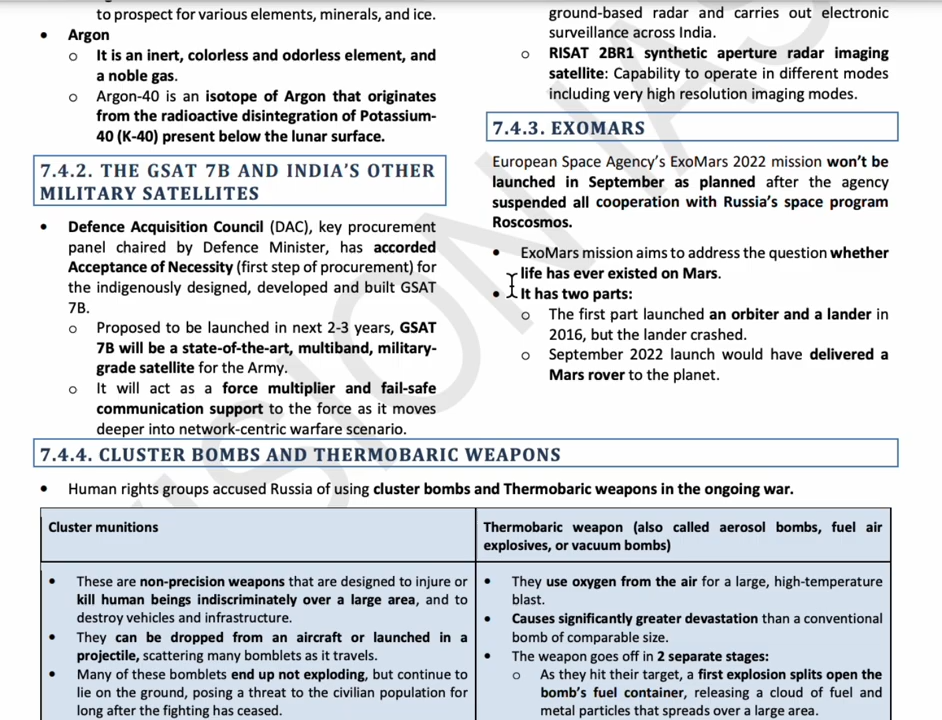 to prospect for various elements, minerals, and ice.
• Argon
o It is an inert, colorless and odorless element, and
a noble gas.
o Argon-40 is an isotope of Argon that originates
from the radioactive disintegration of Potassium-
40 (K-40) present below the lunar surface.
7.4.2. THE GSAT 7B AND INDIA'S OTHER
MILITARY SATELLITES
• Defence Acquisition Council (DAC), key procurement
panel chaired by Defence Minister, has accorded
Acceptance of Necessity (first step of procurement) for
the indigenously designed, developed and built GSAT
7B.
o Proposed to be launched in next 2-3 years, GSAT
7B will be a state-of-the-art, multiband, military-
grade satellite for the Army.
o It will act as a force multiplier and fail-safe
communication support to the force as it moves
deeper into network-centric warfare scenario.
ground-based radar and carries out electronic
surveillance across India.
o RISAT 2BR1 synthetic aperture radar imaging
satellite: Capability to operate in different modes
including very high resolution imaging modes.
7.4.3. EXOMARS
European Space Agency's ExoMars 2022 mission won't be
launched in September as planned after the agency
suspended all cooperation with Russia's space program
Roscosmos.
• ExoMars mission aims to address the question whether
life has ever existed on Mars.
• It has two parts:
o The first part launched an orbiter and a lander in
2016, but the lander crashed.
o September 2022 launch would have delivered a
Mars rover to the planet.
7.4.4. CLUSTER BOMBS AND THERMOBARIC WEAPONS
• Human rights groups accused Russia of using cluster bombs and Thermobaric weapons in the ongoing war.
Cluster munitions
• These are non-precision weapons that are designed to injure or
kill human beings indiscriminately over a large area, and to
destroy vehicles and infrastructure.
• They can be dropped from an aircraft or launched in a
projectile, scattering many bomblets as it travels.
• Many of these bomblets end up not exploding, but continue to
lie on the ground, posing a threat to the civilian population for
long after the fighting has ceased.
Thermobaric weapon (also called aerosol bombs, fuel air
explosives, or vacuum bombs)
• They use oxygen from the air for a large, high-temperature
blast.
• Causes significantly greater devastation than a conventional
bomb of comparable size.
• The weapon goes off in 2 separate stages:
o As they hit their target, a first explosion splits open the
bomb's fuel container, releasing a cloud of fuel and
metal particles that spreads over a large area.